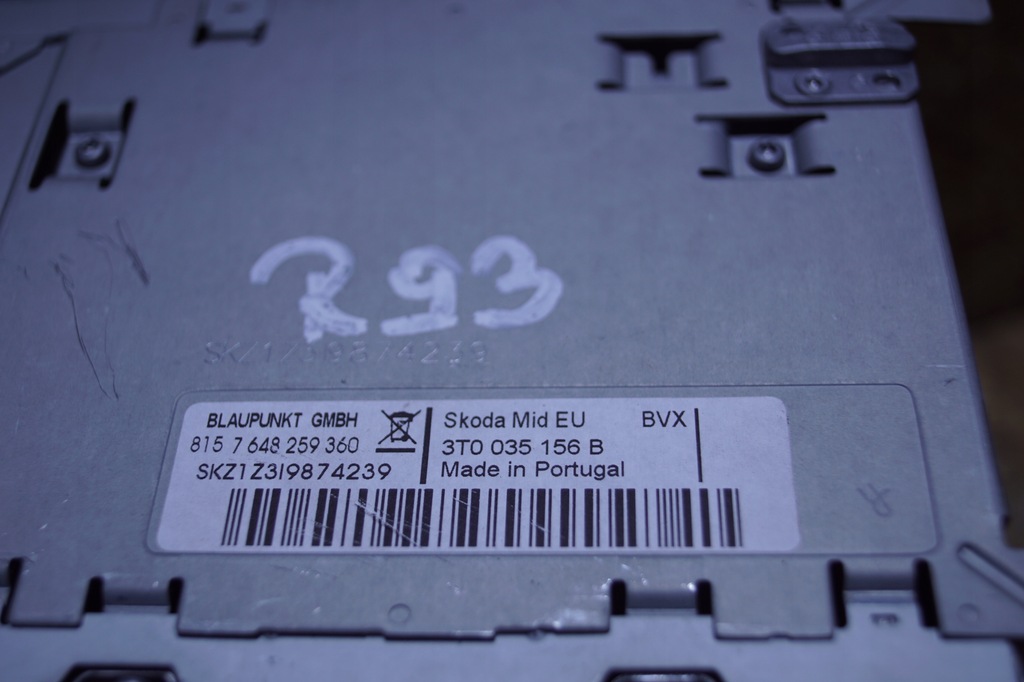 R93
SKZ1Z3I9874239
BLAUPUNKT GMBH
815 7 648 259 360
SKZ1Z3I9874239
Skoda Mid EU BVX
3T0 035 156 B
Made in Portugal